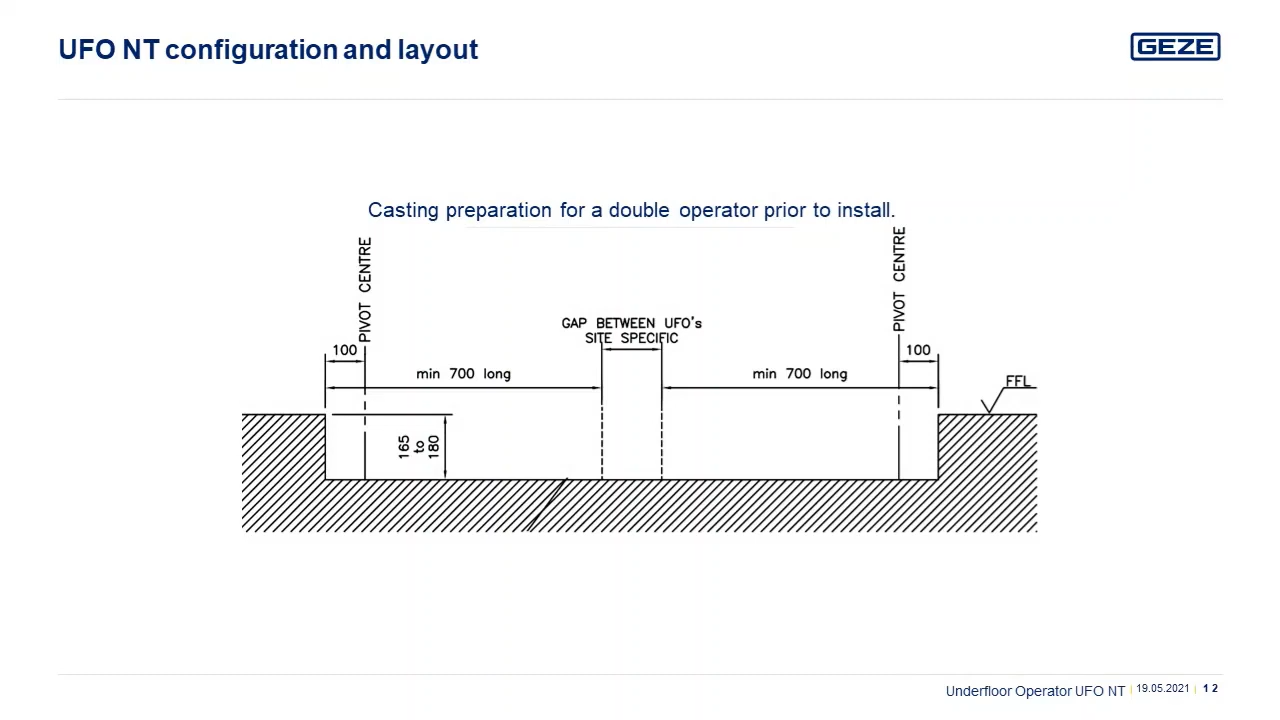 UFO NT configuration and layout
GEZE
Casting preparation for a double operator prior to install.
PIVOT CENTRE
PIVOT CENTRE
GAP BETWEEN UFO's
SITE SPECIFIC
100
100
min 700 long
min 700 long
FFL
165
to
180
Underfloor Operator UFO NT | 19.05.2021 | 1 2